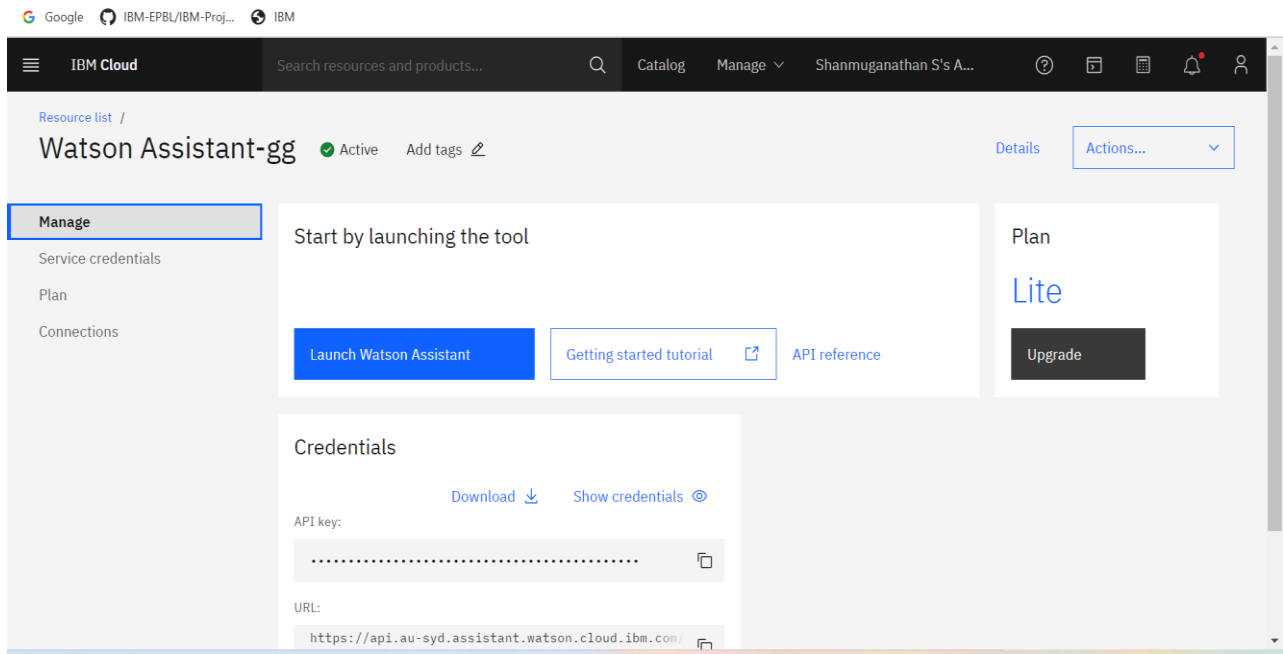 Google IBM-EPBL/IBM-Proj... IBM
IBM Cloud Search resources and products... Catalog Manage Shanmuganathan S's A...
Resource list /
Watson Assistant-gg Active Add tags Details Actions...
Manage
Service credentials
Plan
Connections
Start by launching the tool
Launch Watson Assistant Getting started tutorial API reference
Plan
Lite
Upgrade
Credentials
Download Show credentials
API key:
............................................
URL:
https://api.au-syd.assistant.watson.cloud.ibm.com/